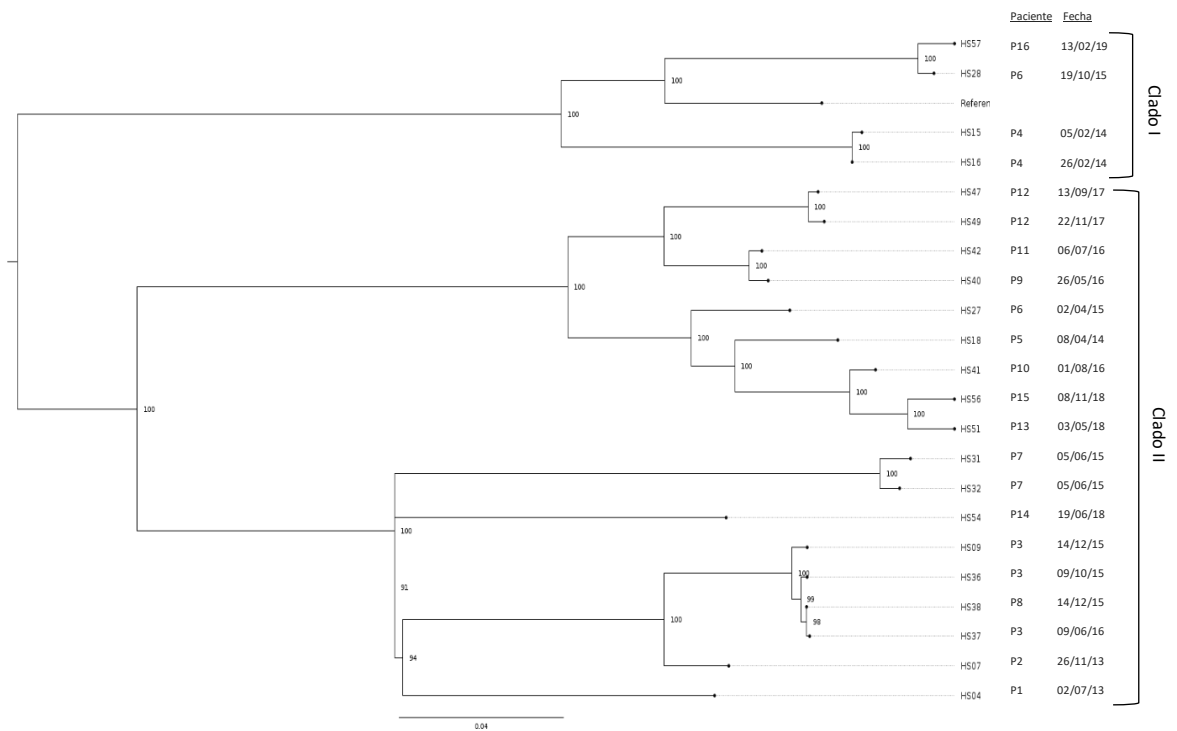 Paciente Fecha
HS57 P16 13/02/19
100
HS28 P6 19/10/15
100
Referen
100
HS15 P4 05/02/14
100
HS16 P4 26/02/14
Clado I
HS47 P12 13/09/17
100
HS49 P12 22/11/17
100
HS42 P11 06/07/16
100
HS40 P9 26/05/16
100
HS27 P6 02/04/15
100
HS18 P5 08/04/14
100
HS41 P10 01/08/16
100
HS56 P15 08/11/18
100
HS51 P13 03/05/18
100
Clado II
HS31 P7 05/06/15
100
HS32 P7 05/06/15
HS54 P14 19/06/18
100
HS09 P3 14/12/15
100
HS36 P3 09/10/15
91
99
HS38 P8 14/12/15
98
HS37 P3 09/06/16
100
94
HS07 P2 26/11/13
HS04 P1 02/07/13
0.04